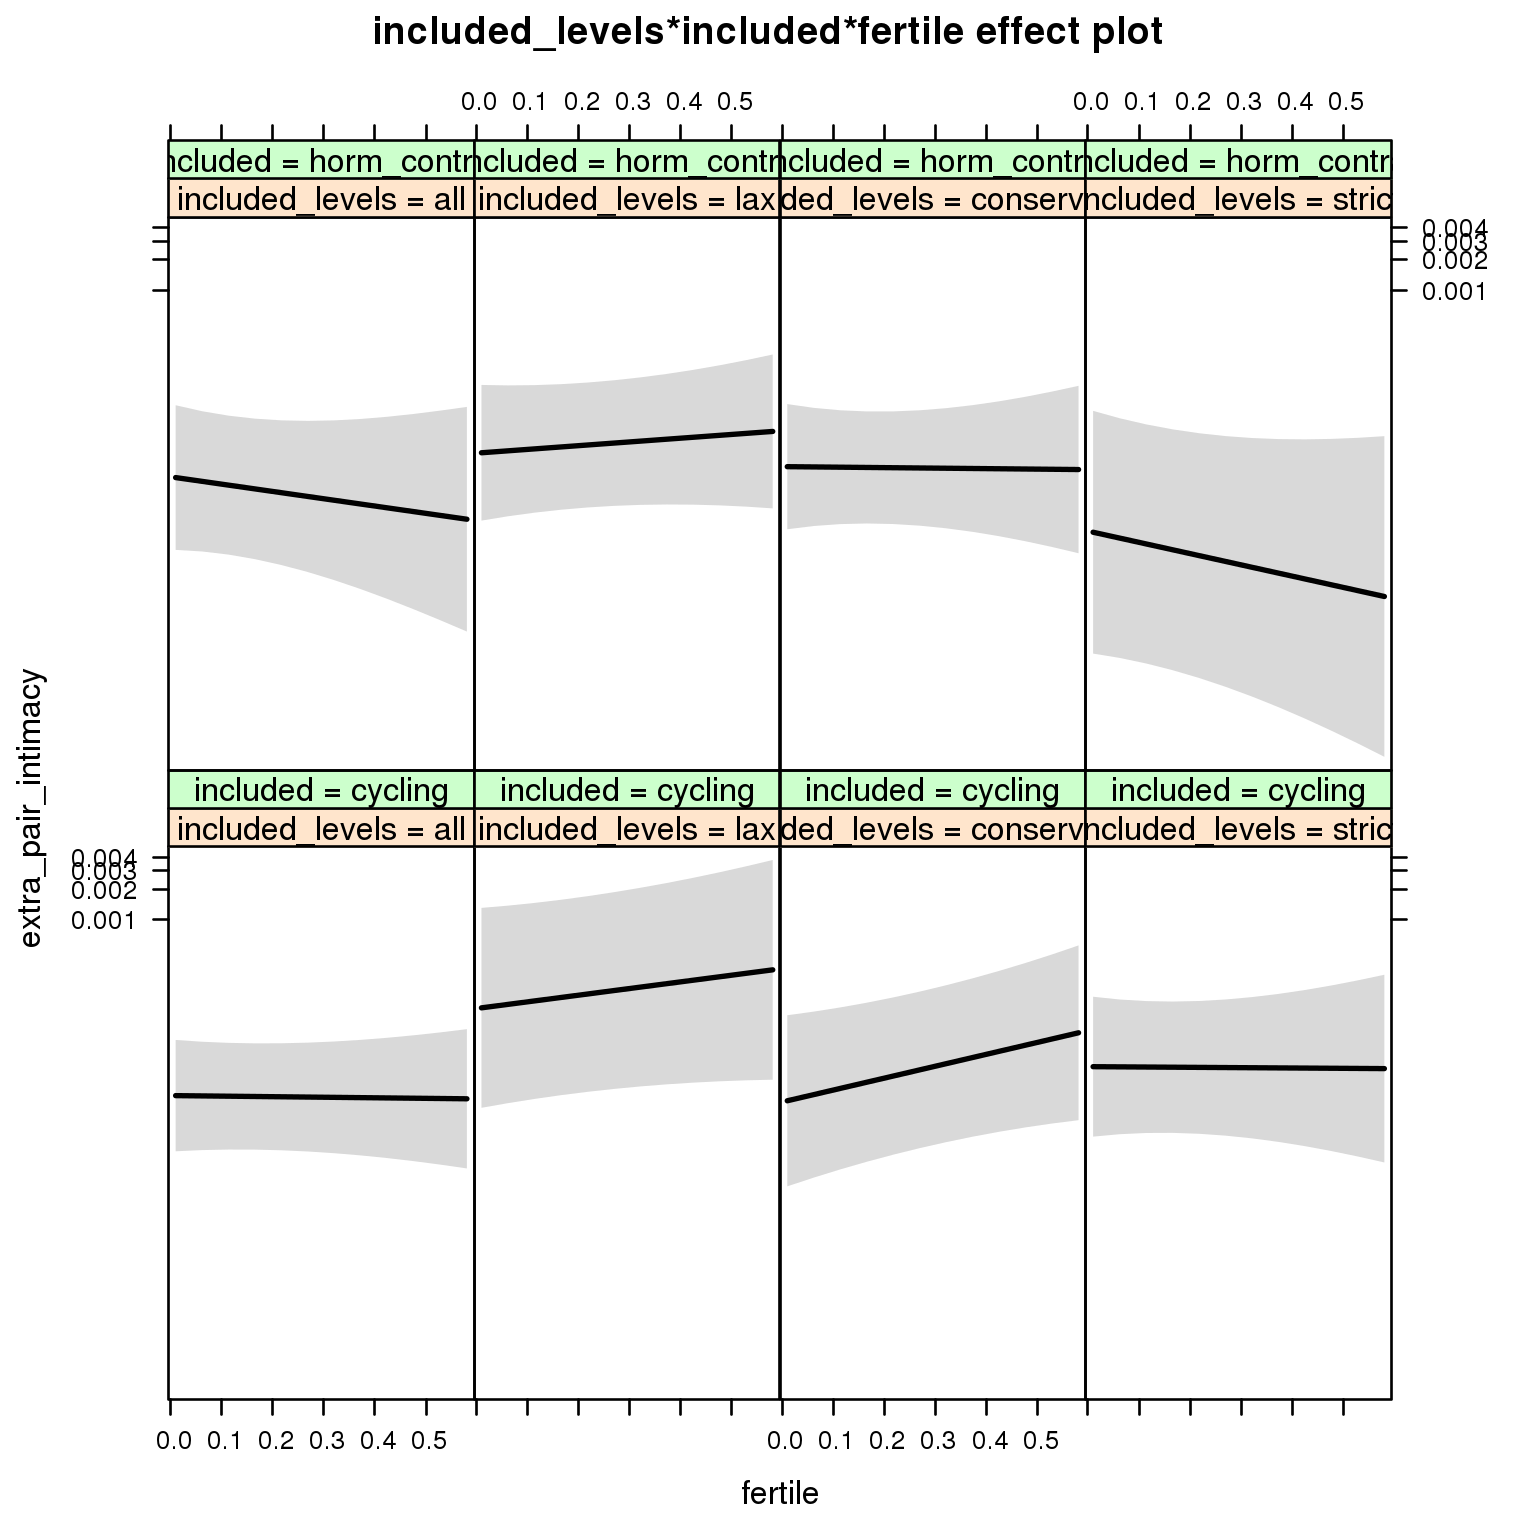 included_levels*included*fertile effect plot
0.0 0.1 0.2 0.3 0.4 0.5 0.0 0.1 0.2 0.3 0.4 0.5
ncluded = horm_contr ncluded = horm_contr ncluded = horm_contr ncluded = horm_contr
included_levels = all included_levels = lax ded_levels = conserv ncluded_levels = stric
0.004
0.003
0.002
0.001
extra_pair_intimacy
included = cycling included = cycling included = cycling included = cycling
included_levels = all included_levels = lax ded_levels = conserv ncluded_levels = stric
0.004
0.003
0.002
0.001
0.0 0.1 0.2 0.3 0.4 0.5 0.0 0.1 0.2 0.3 0.4 0.5
fertile